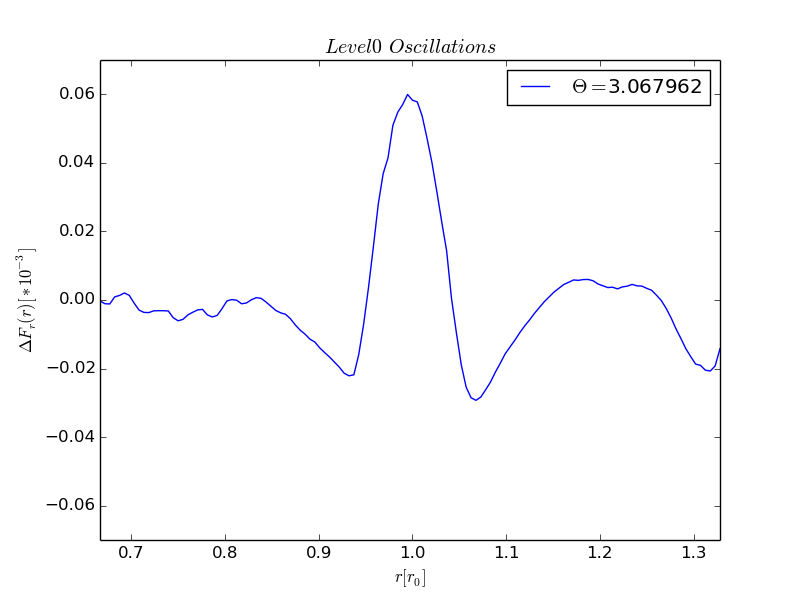 Level0 Oscillations
Θ =3.067962
ΔF_r(r)[*10^{-3}]
0.06
0.04
0.02
0.00
−0.02
−0.04
−0.06
0.7 0.8 0.9 1.0 1.1 1.2 1.3
r[r_0]